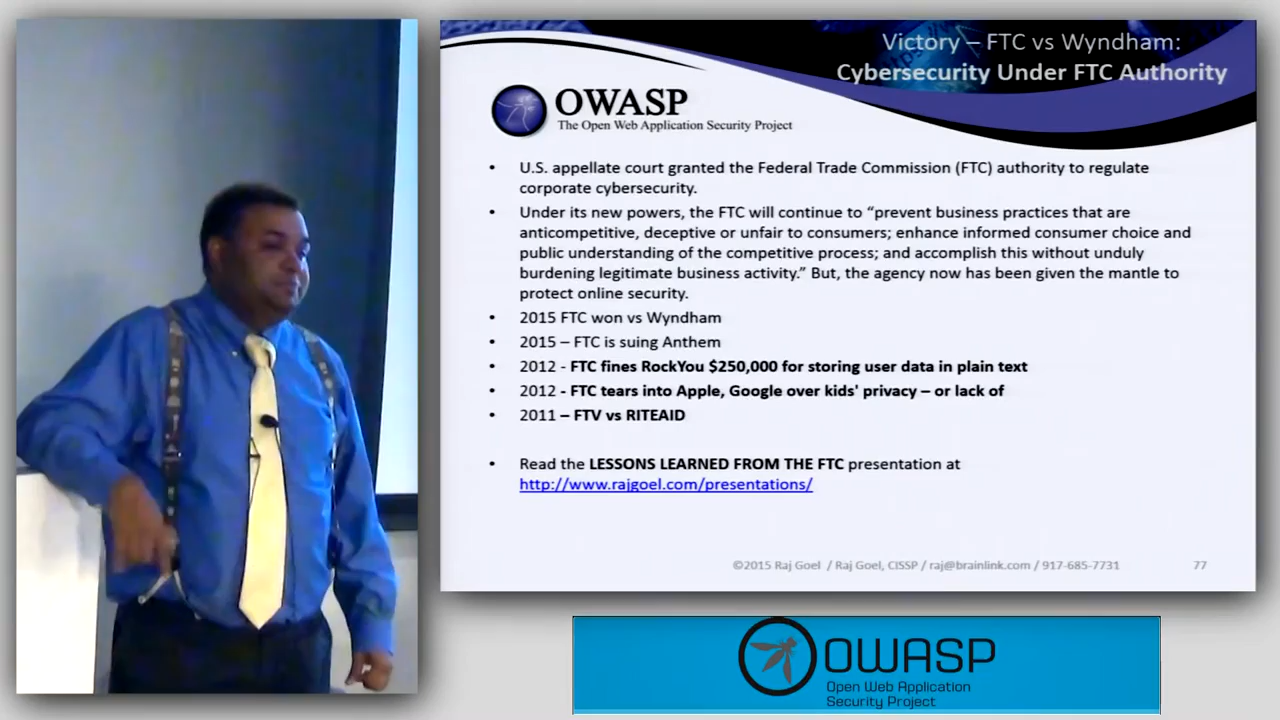 Victory – FTC vs Wyndham:
Cybersecurity Under FTC Authority
OWASP
The Open Web Application Security Project
• U.S. appellate court granted the Federal Trade Commission (FTC) authority to regulate
corporate cybersecurity.
• Under its new powers, the FTC will continue to “prevent business practices that are
anticompetitive, deceptive or unfair to consumers; enhance informed consumer choice and
public understanding of the competitive process; and accomplish this without unduly
burdening legitimate business activity.” But, the agency now has been given the mantle to
protect online security.
• 2015 FTC won vs Wyndham
• 2015 – FTC is suing Anthem
• 2012 - FTC fines RockYou $250,000 for storing user data in plain text
• 2012 - FTC tears into Apple, Google over kids' privacy – or lack of
• 2011 – FTV vs RITEAID
• Read the LESSONS LEARNED FROM THE FTC presentation at
http://www.rajgoel.com/presentations/
©2015 Raj Goel / Raj Goel, CISSP / raj@brainlink.com / 917-685-7731
77
OWASP
Open Web Application
Security Project